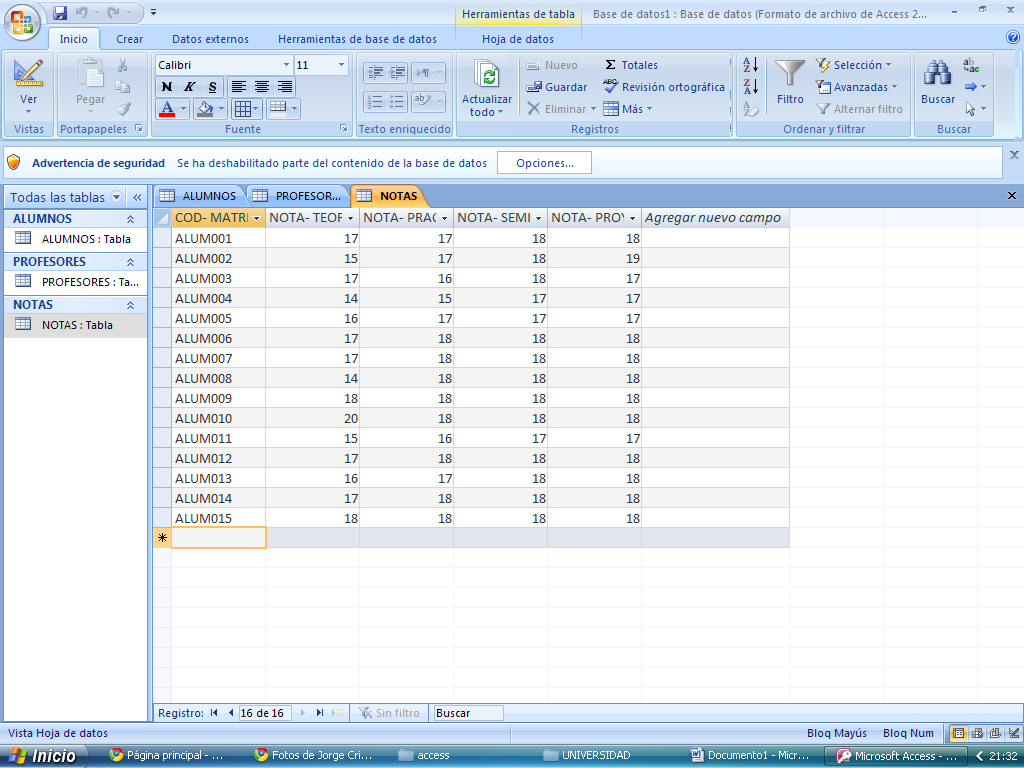 Herramientas de tabla
Base de datos1 : Base de datos (Formato de archivo de Access 2...
Inicio
Crear
Datos externos
Herramientas de base de datos
Hoja de datos
Ver
Vistas
Pegar
Portapapeles
Calibri
11
N K S
A
Fuente
Texto enriquecido
Actualizar todo
Nuevo
Guardar
Eliminar
Σ Totales
ABC Revisión ortográfica
Más
Registros
Filtro
Selección
Avanzadas
Alternar filtro
Ordenar y filtrar
Buscar
Buscar
Advertencia de seguridad Se ha deshabilitado parte del contenido de la base de datos Opciones...
Todas las tablas
ALUMNOS
ALUMNOS : Tabla
PROFESORES
PROFESORES : Ta...
NOTAS
NOTAS : Tabla
ALUMNOS PROFESOR... NOTAS
COD- MATRI NOTA- TEOR NOTA- PRAC NOTA- SEMI NOTA- PROY Agregar nuevo campo
ALUM001 17 17 18 18
ALUM002 15 17 18 19
ALUM003 17 16 18 17
ALUM004 14 15 17 17
ALUM005 16 17 17 17
ALUM006 17 18 18 18
ALUM007 17 18 18 18
ALUM008 14 18 18 18
ALUM009 18 18 18 18
ALUM010 20 18 18 18
ALUM011 15 16 17 17
ALUM012 17 18 18 18
ALUM013 16 17 18 18
ALUM014 17 18 18 18
ALUM015 18 18 18 18
Registro: 16 de 16 Sin filtro Buscar
Vista Hoja de datos Bloq Mayús Bloq Num
Inicio Página principal - ... Fotos de Jorge Cri... access UNIVERSIDAD Documento1 - Micr... Microsoft Access - ... 21:32